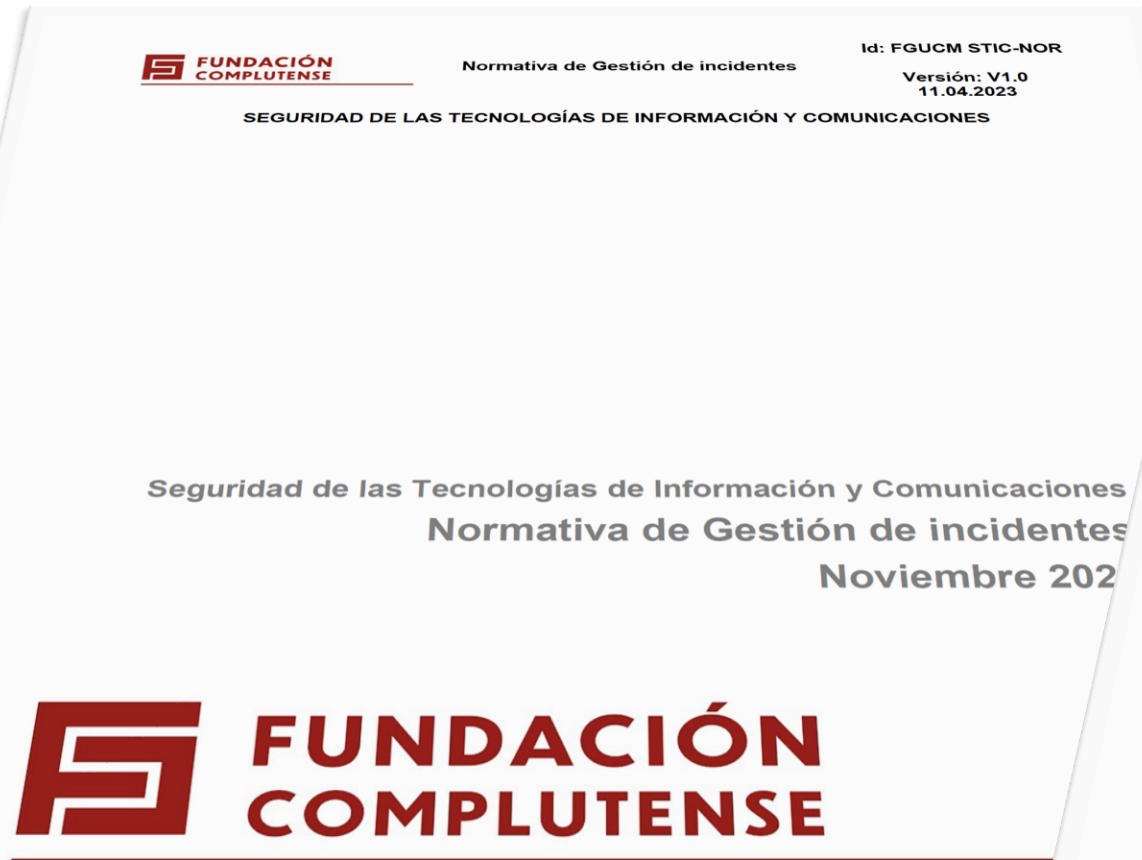 FUNDACIÓN
COMPLUTENSE
Normativa de Gestión de incidentes
Id: FGUCM STIC-NOR
Versión: V1.0
11.04.2023
SEGURIDAD DE LAS TECNOLOGÍAS DE INFORMACIÓN Y COMUNICACIONES
Seguridad de las Tecnologías de Información y Comunicaciones
Normativa de Gestión de incidentes
Noviembre 202
FUNDACIÓN
COMPLUTENSE